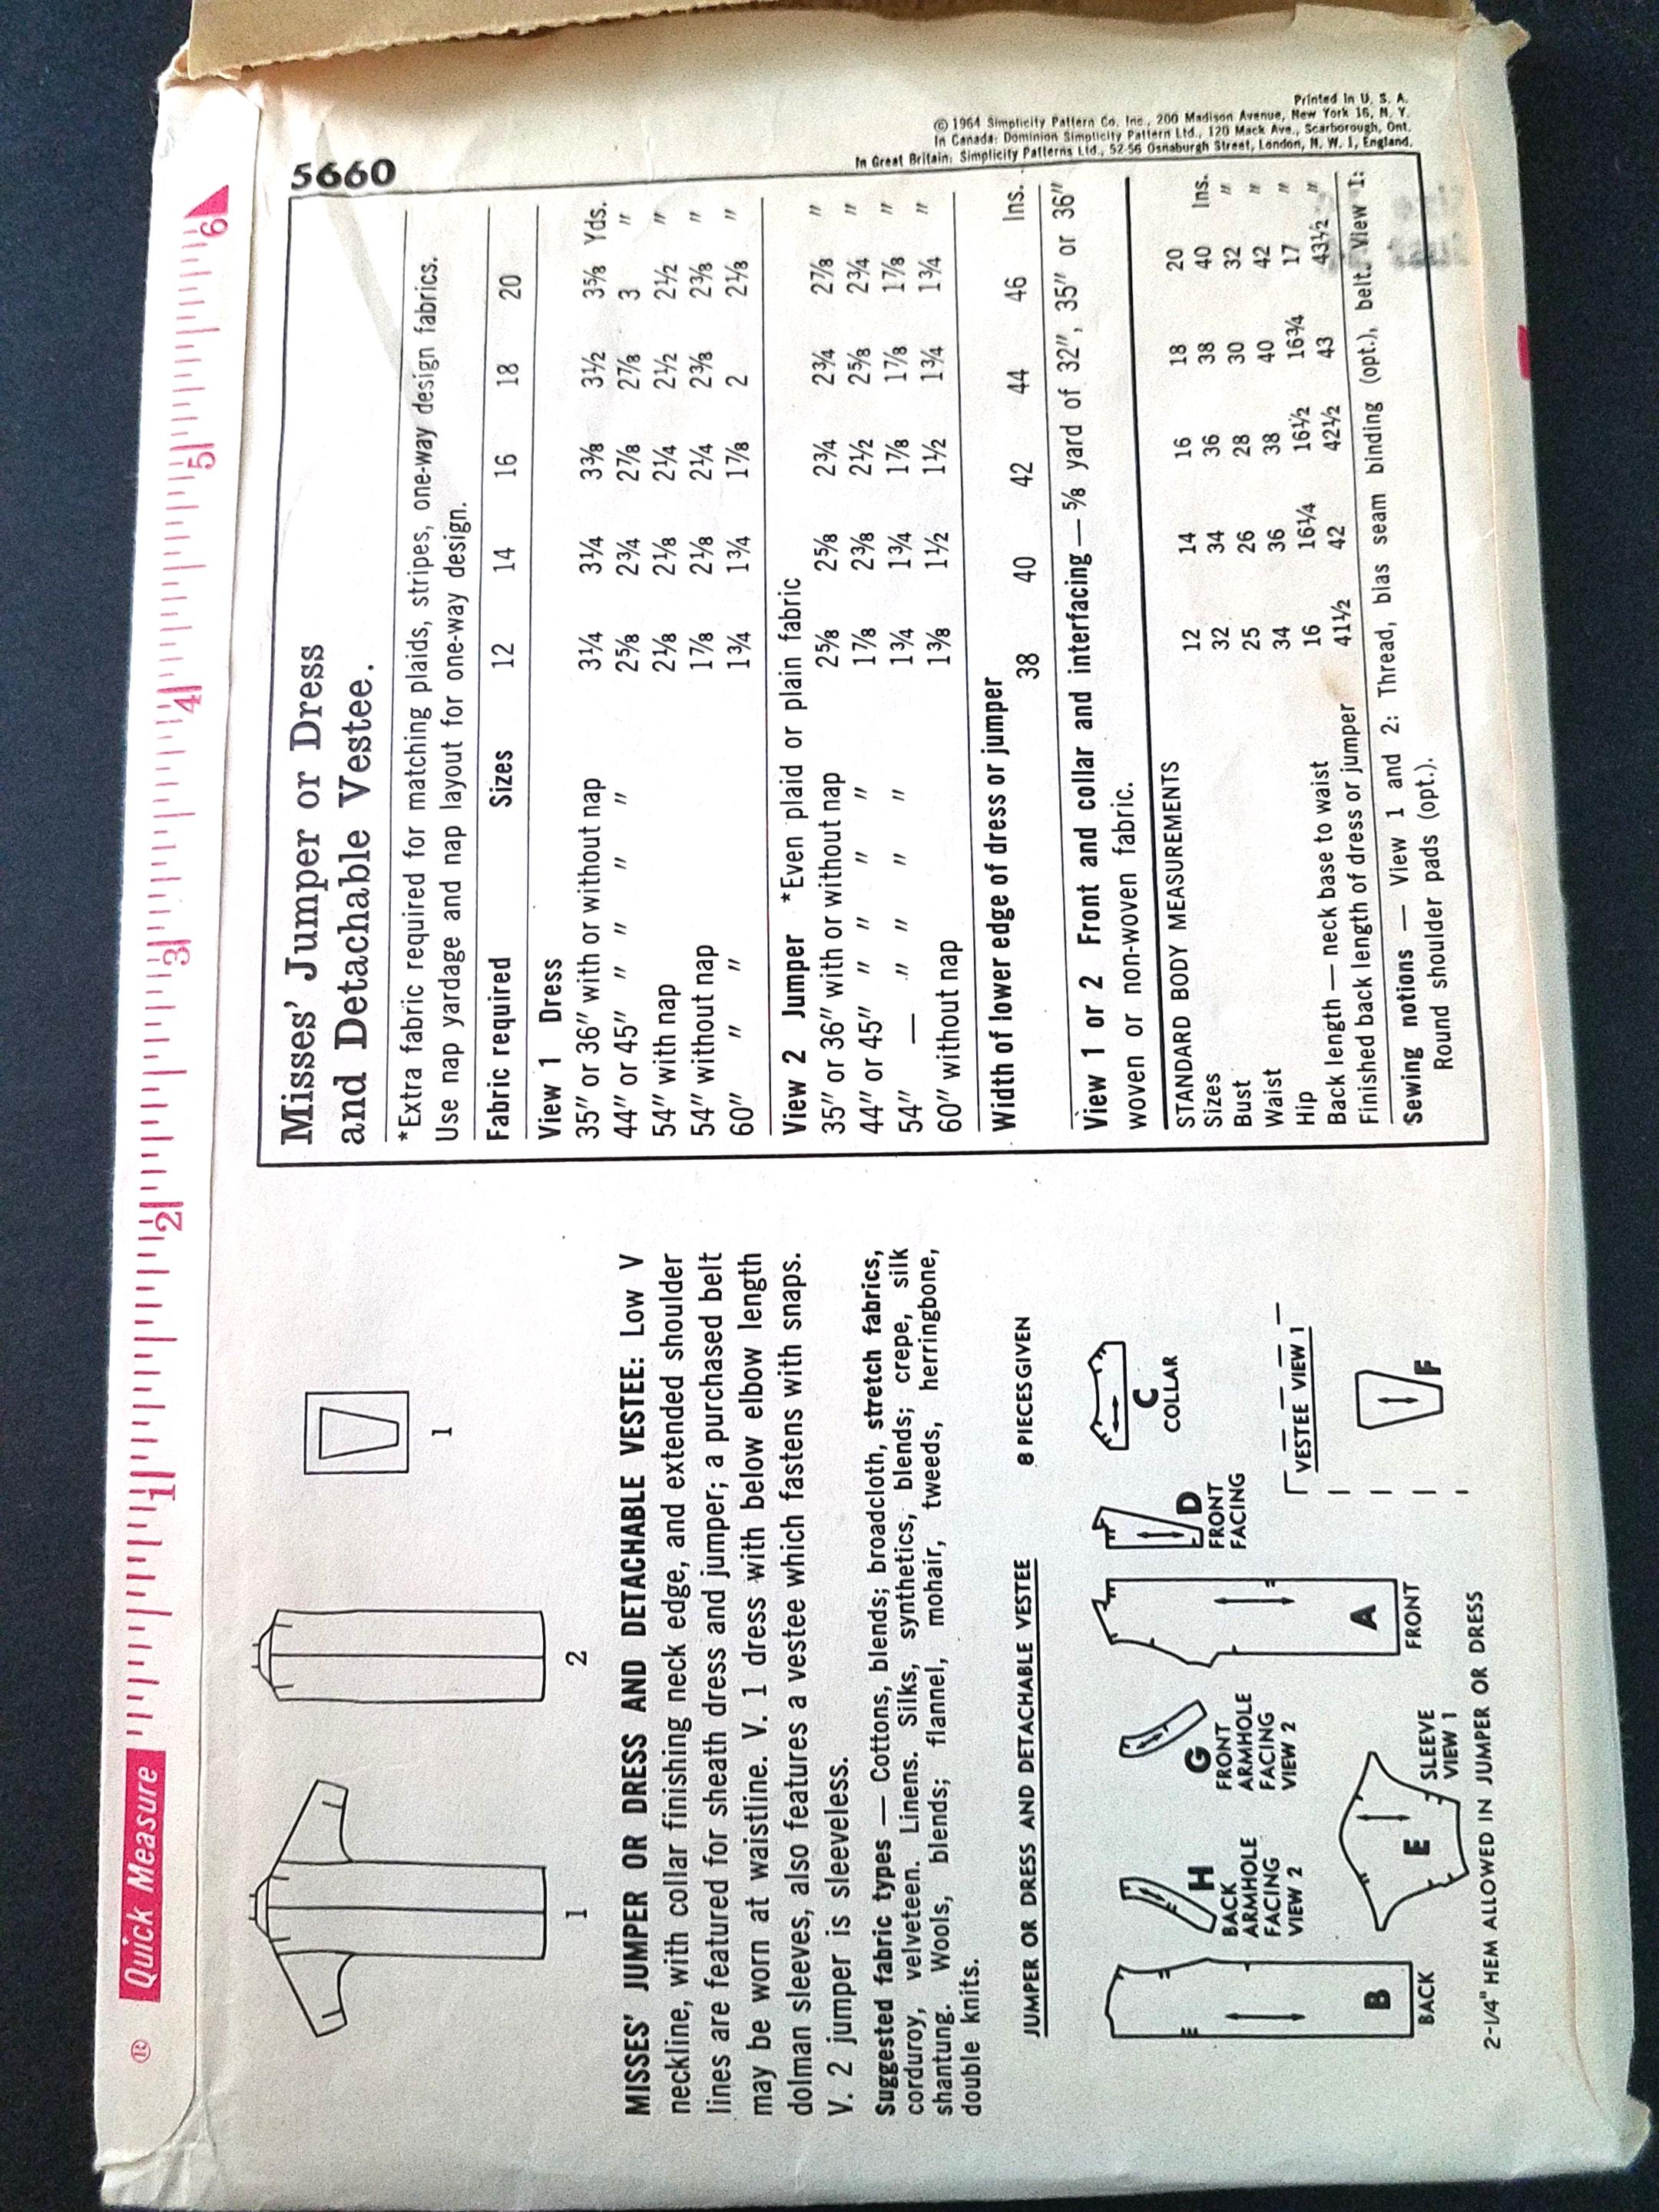 ® Quick Measure 1 2 3 4 5 6
1
2
1
MISSES' JUMPER OR DRESS AND DETACHABLE VESTEE: Low V
neckline, with collar finishing neck edge, and extended shoulder
lines are featured for sheath dress and jumper; a purchased belt
may be worn at waistline. V. 1 dress with below elbow length
dolman sleeves, also features a vestee which fastens with snaps.
V. 2 jumper is sleeveless.
Suggested fabric types — Cottons, blends; broadcloth, stretch fabrics,
corduroy, velveteen. Linens. Silks, synthetics, blends; crepe, silk
shantung. Wools, blends; flannel, mohair, tweeds, herringbone,
double knits.
JUMPER OR DRESS AND DETACHABLE VESTEE 8 PIECES GIVEN
B
BACK
H
BACK
ARMHOLE
FACING
VIEW 2
G
FRONT
ARMHOLE
FACING
VIEW 2
A
FRONT
D
FRONT
FACING
C
COLLAR
E
SLEEVE
VIEW 1
VESTEE VIEW 1
F
2-1/4" HEM ALLOWED IN JUMPER OR DRESS
5660
Misses' Jumper or Dress
and Detachable Vestee.
*Extra fabric required for matching plaids, stripes, one-way design fabrics.
Use nap yardage and nap layout for one-way design.
Fabric required Sizes 12 14 16 18 20
View 1 Dress
35" or 36" with or without nap 3¼ 3¼ 3⅜ 3½ 3⅝ Yds.
44" or 45" " " " " 2⅝ 2¾ 2⅞ 2⅞ 3 "
54" with nap 2⅛ 2⅛ 2¼ 2½ 2½ "
54" without nap 1⅞ 2⅛ 2¼ 2⅜ 2⅜ "
60" " " 1¾ 1¾ 1⅞ 2 2⅛ "
View 2 Jumper *Even plaid or plain fabric
35" or 36" with or without nap 2⅝ 2⅝ 2¾ 2¾ 2⅞ "
44" or 45" " " " " 1⅞ 2⅜ 2½ 2⅝ 2¾ "
54" — " " " " 1¾ 1¾ 1⅞ 1⅞ 1⅞ "
60" without nap 1⅜ 1½ 1½ 1¾ 1¾ "
Width of lower edge of dress or jumper
38 40 42 44 46 Ins.
View 1 or 2 Front and collar and interfacing — ⅝ yard of 32", 35" or 36"
woven or non-woven fabric.
STANDARD BODY MEASUREMENTS
Sizes 12 14 16 18 20
Bust 32 34 36 38 40 Ins.
Waist 25 26 28 30 32 "
Hip 34 36 38 40 42 "
Back length — neck base to waist 16 16¼ 16½ 16¾ 17 "
Finished back length of dress or jumper 41½ 42 42½ 43 43½ "
Sewing notions — View 1 and 2: Thread, bias seam binding (opt.), belt. View 1:
Round shoulder pads (opt.).
Printed in U. S. A.
© 1964 Simplicity Pattern Co. Inc., 200 Madison Avenue, New York 16, N. Y.
In Canada: Dominion Simplicity Pattern Ltd., 120 Mack Ave., Scarborough, Ont.
In Great Britain: Simplicity Patterns Ltd., 52-56 Osnaburgh Street, London, N. W. 1, England.